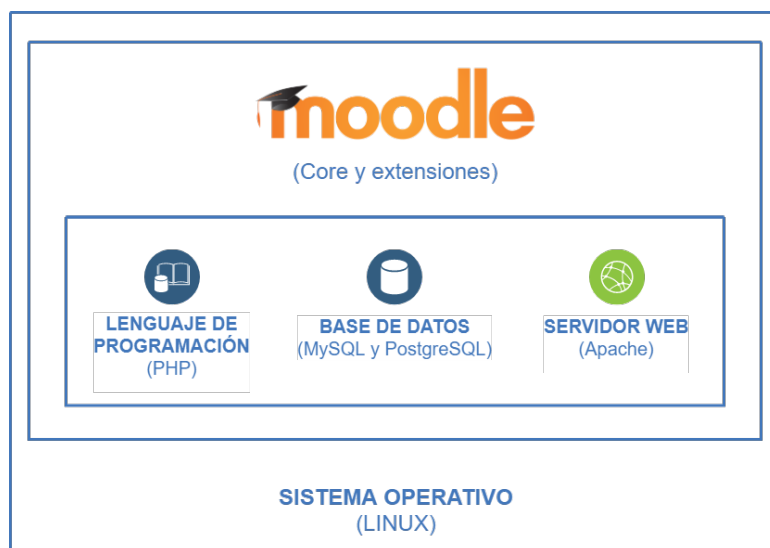 moodle
(Core y extensiones)
LENGUAJE DE
PROGRAMACIÓN
(PHP)
BASE DE DATOS
(MySQL y PostgreSQL)
SERVIDOR WEB
(Apache)
SISTEMA OPERATIVO
(LINUX)